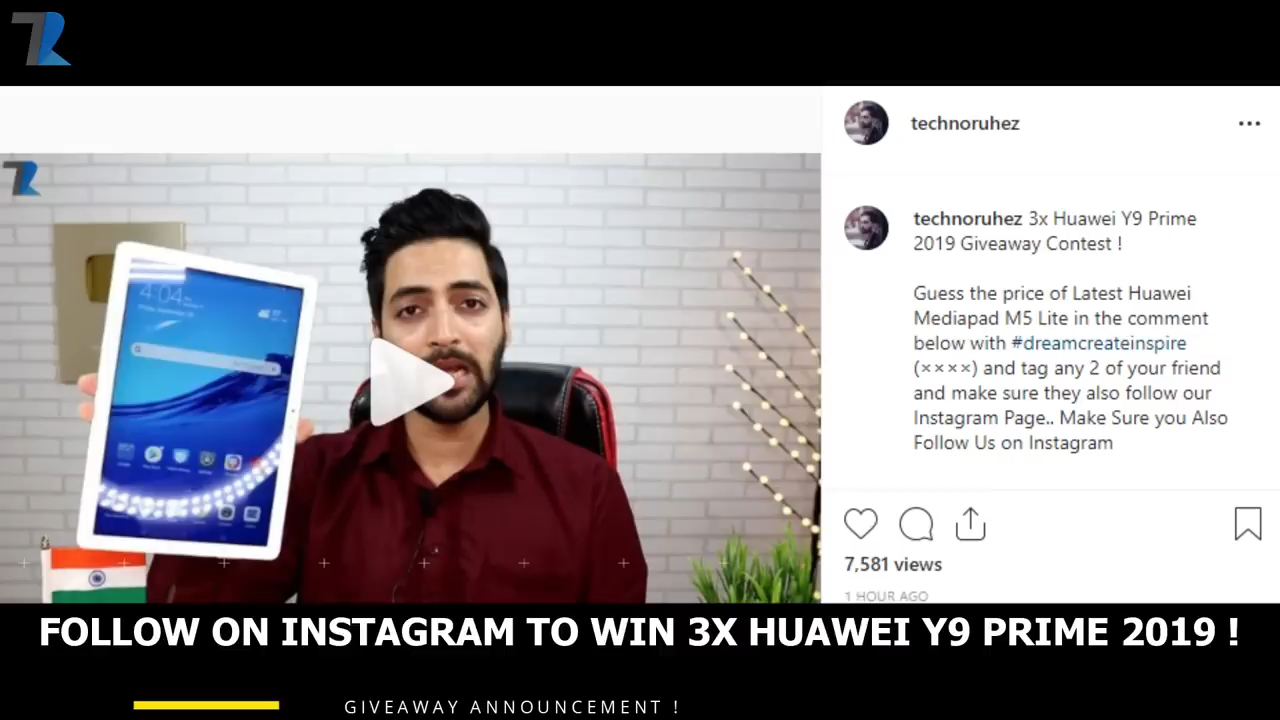 technoruhez
technoruhez 3x Huawei Y9 Prime
2019 Giveaway Contest !
Guess the price of Latest Huawei
Mediapad M5 Lite in the comment
below with #dreamcreateinspire
(××××) and tag any 2 of your friend
and make sure they also follow our
Instagram Page.. Make Sure you Also
Follow Us on Instagram
4:04
7,581 views
1 HOUR AGO
FOLLOW ON INSTAGRAM TO WIN 3X HUAWEI Y9 PRIME 2019 !
GIVEAWAY ANNOUNCEMENT !